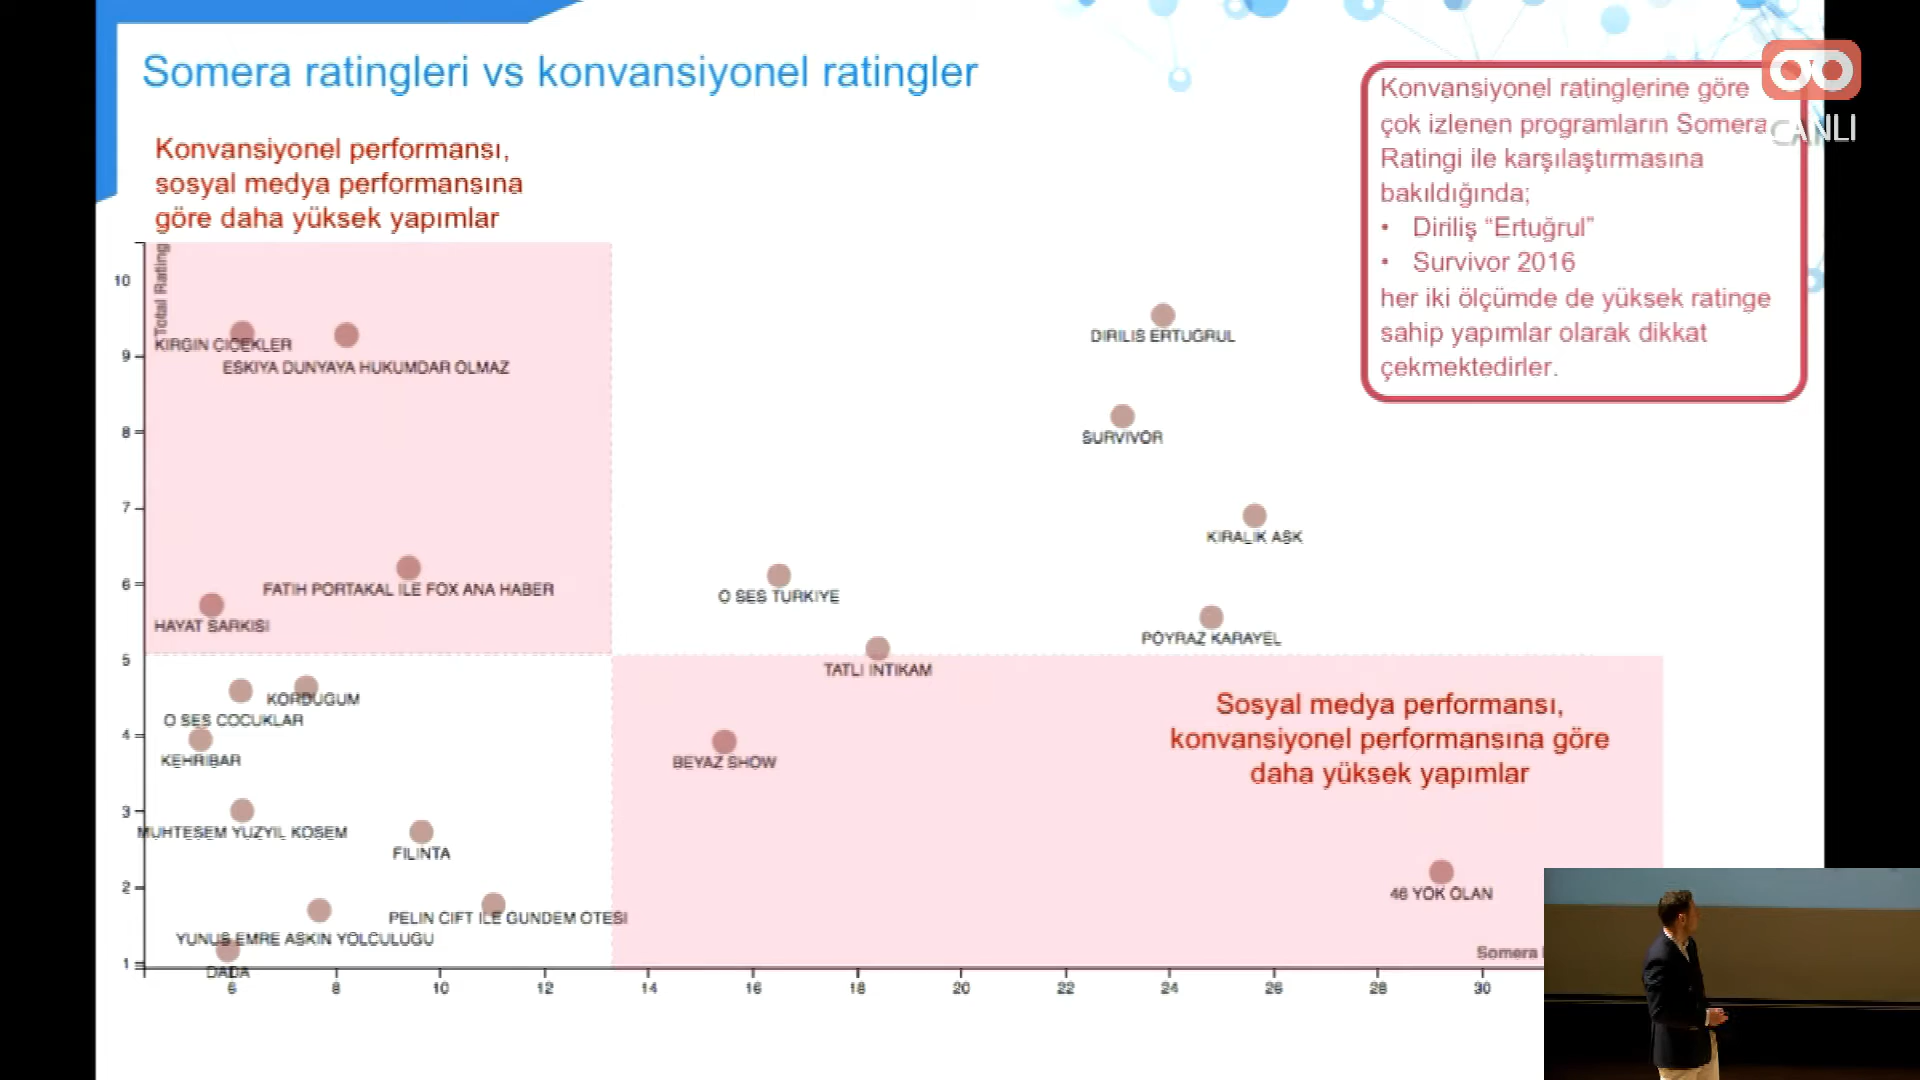 Somera ratingleri vs konvansiyonel ratingler
Konvansiyonel performansı,
sosyal medya performansına
göre daha yüksek yapımlar
Konvansiyonel ratinglerine göre
çok izlenen programların Somera
Ratingi ile karşılaştırmasına
bakıldığında;
• Diriliş “Ertuğrul”
• Survivor 2016
her iki ölçümde de yüksek ratinge
sahip yapımlar olarak dikkat
çekmektedirler.
CANLI
Total Rating
10
9
8
7
6
5
4
3
2
1
KIRGIN CICEKLER
ESKIYA DUNYAYA HUKUMDAR OLMAZ
DIRILIS ERTUGRUL
SURVIVOR
KIRALIK ASK
FATIH PORTAKAL ILE FOX ANA HABER
O SES TURKIYE
HAYAT SARKISI
POYRAZ KARAYEL
TATLI INTIKAM
KORDUGUM
O SES COCUKLAR
KEHRIBAR
BEYAZ SHOW
Sosyal medya performansı,
konvansiyonel performansına göre
daha yüksek yapımlar
MUHTESEM YUZYIL KOSEM
FILINTA
46 YOK OLAN
PELIN CIFT ILE GUNDEM OTESI
YUNUS EMRE ASKIN YOLCULUGU
DADA
Somera
6 8 10 12 14 16 18 20 22 24 26 28 30